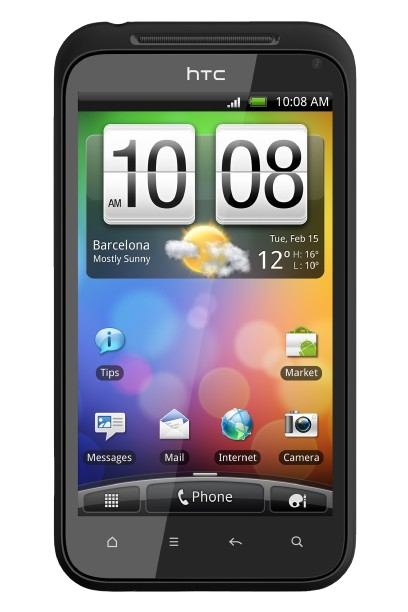 hTC
10:08 AM
10 08
AM
Barcelona
Mostly Sunny
Tue, Feb 15
12° H: 16°
L: 10°
Tips
Market
Messages
Mail
Internet
Camera
Phone